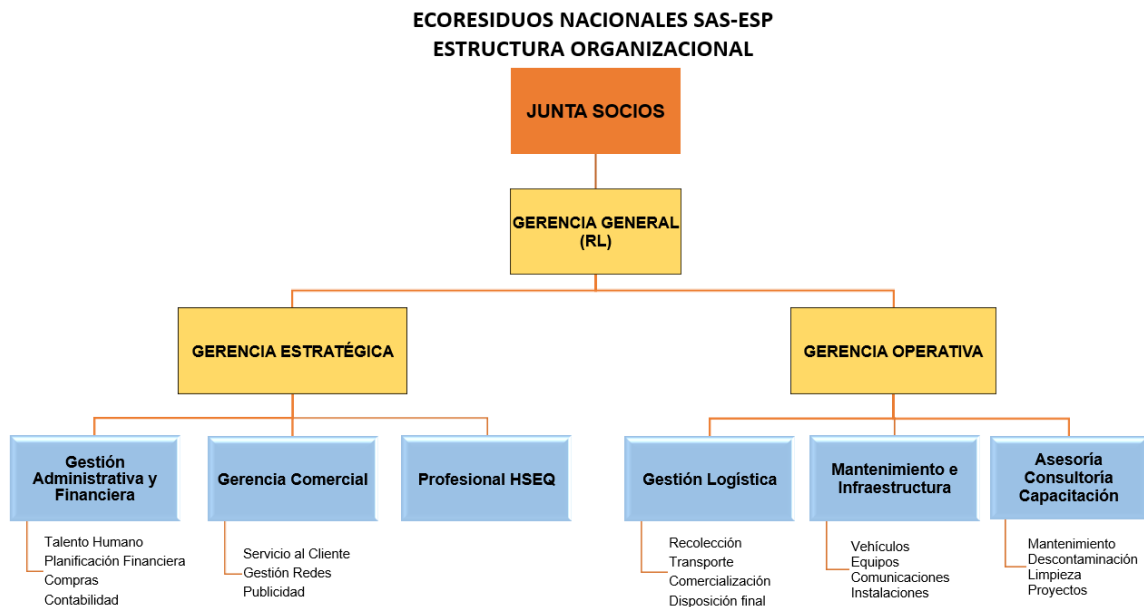 ECORESIDUOS NACIONALES SAS-ESP
ESTRUCTURA ORGANIZACIONAL
JUNTA SOCIOS
GERENCIA GENERAL
(RL)
GERENCIA ESTRATÉGICA
GERENCIA OPERATIVA
Gestión
Administrativa y
Financiera
Gerencia Comercial
Profesional HSEQ
Gestión Logística
Mantenimiento e
Infraestructura
Asesoría
Consultoría
Capacitación
Talento Humano
Planificación Financiera
Compras
Contabilidad
Servicio al Cliente
Gestión Redes
Publicidad
Recolección
Transporte
Comercialización
Disposición final
Vehículos
Equipos
Comunicaciones
Instalaciones
Mantenimiento
Descontaminación
Limpieza
Proyectos